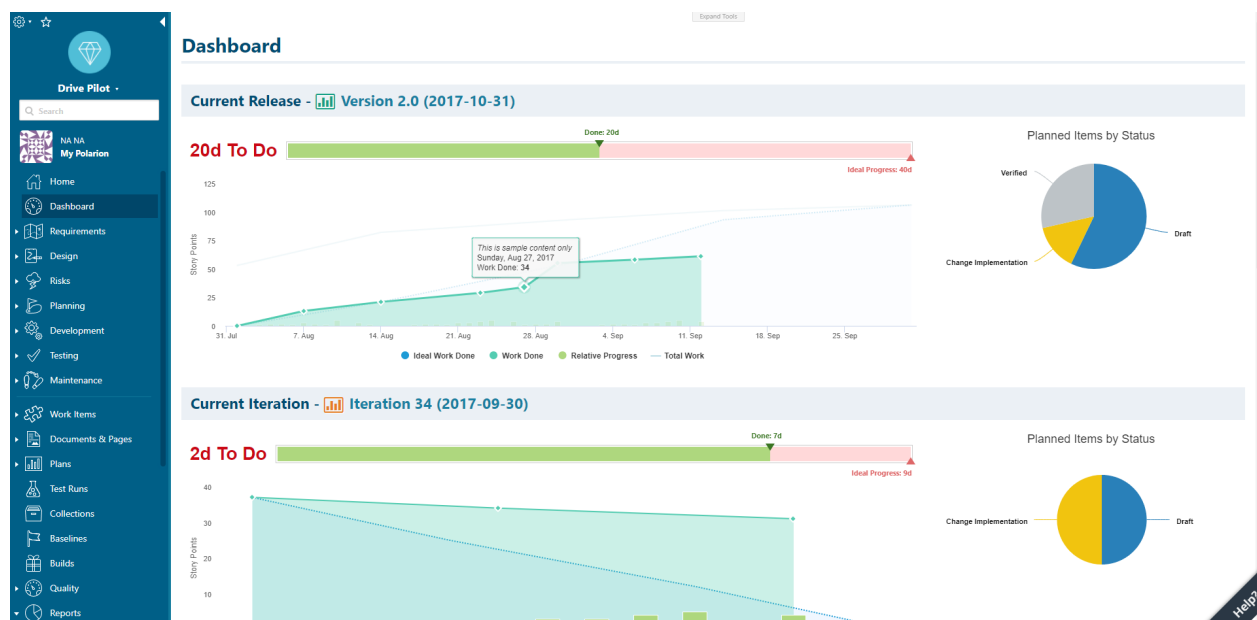 Expand Tools
Drive Pilot
Search
NA NA
My Polarion
Home
Dashboard
Requirements
Design
Risks
Planning
Development
Testing
Maintenance
Work Items
Documents & Pages
Plans
Test Runs
Collections
Baselines
Builds
Quality
Reports
Dashboard
Current Release - Version 2.0 (2017-10-31)
20d To Do
Done: 20d
Ideal Progress: 40d
125
100
75
50
25
0
Story Points
This is sample content only
Sunday, Aug 27, 2017
Work Done: 34
31. Jul
7. Aug
14. Aug
21. Aug
28. Aug
4. Sep
11. Sep
18. Sep
25. Sep
Ideal Work Done
Work Done
Relative Progress
Total Work
Planned Items by Status
Verified
Draft
Change Implementation
Current Iteration - Iteration 34 (2017-09-30)
2d To Do
Done: 7d
Ideal Progress: 9d
40
30
20
10
Story Points
Planned Items by Status
Change Implementation
Draft
Help?